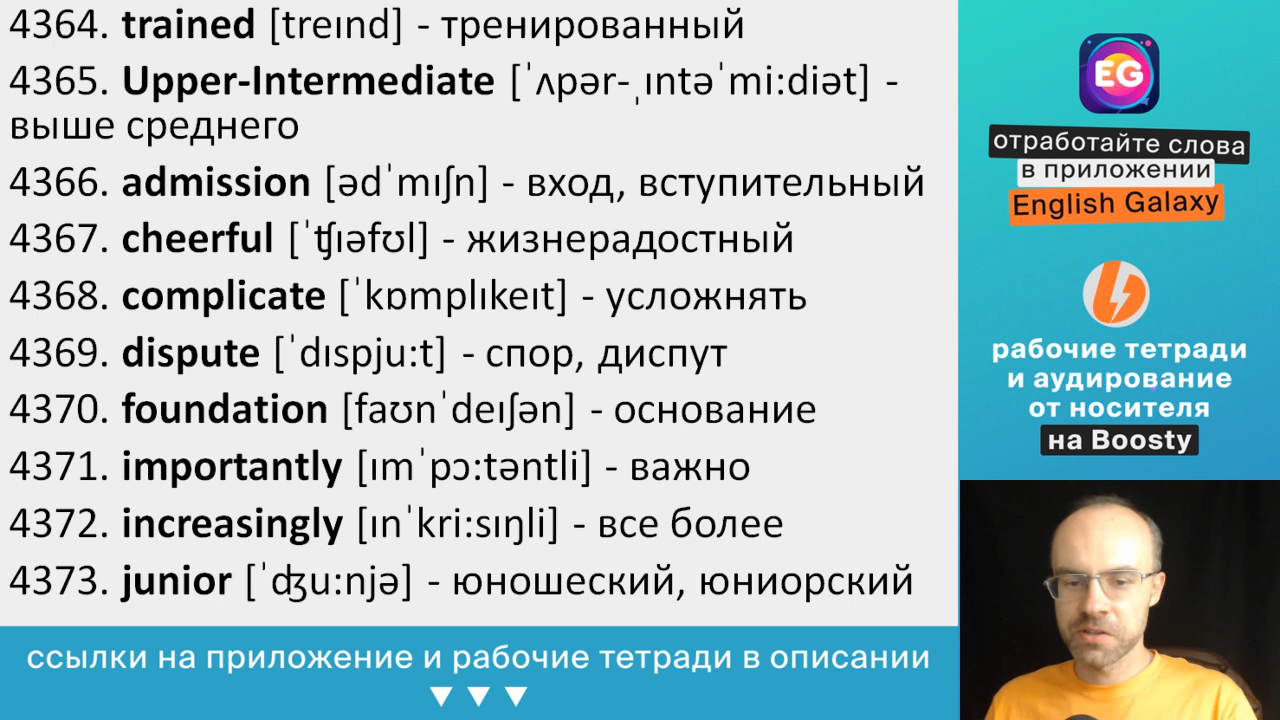 4364. trained [treɪnd] - тренированный
4365. Upper-Intermediate [ˈʌpər-ˌɪntəˈmi:diət] -
выше среднего
4366. admission [ədˈmɪʃn] - вход, вступительный
4367. cheerful [ˈʧɪəfʊl] - жизнерадостный
4368. complicate [ˈkɒmplɪkeɪt] - усложнять
4369. dispute [ˈdɪspju:t] - спор, диспут
4370. foundation [faʊnˈdeɪʃən] - основание
4371. importantly [ɪmˈpɔ:təntli] - важно
4372. increasingly [ɪnˈkri:sɪŋli] - все более
4373. junior [ˈʤu:njə] - юношеский, юниорский
ссылки на приложение и рабочие тетради в описании
EG
отработайте слова
в приложении
English Galaxy
рабочие тетради
и аудирование
от носителя
на Boosty